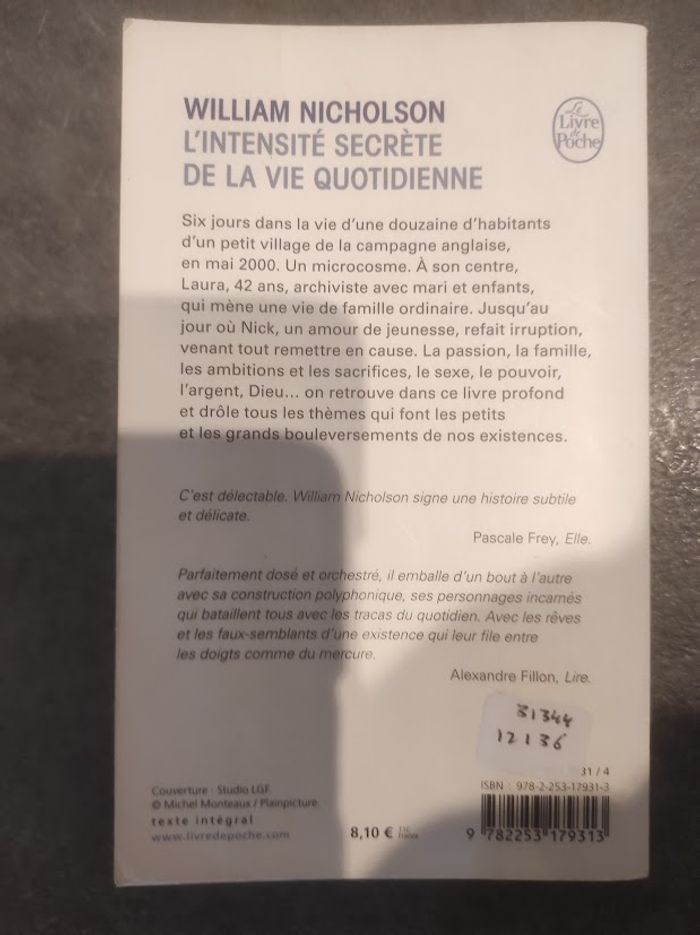 WILLIAM NICHOLSON
L'INTENSITÉ SECRÈTE
DE LA VIE QUOTIDIENNE
Le
Livre
de
Poche
Six jours dans la vie d'une douzaine d'habitants
d'un petit village de la campagne anglaise,
en mai 2000. Un microcosme. À son centre,
Laura, 42 ans, archiviste avec mari et enfants,
qui mène une vie de famille ordinaire. Jusqu'au
jour où Nick, un amour de jeunesse, refait irruption,
venant tout remettre en cause. La passion, la famille,
les ambitions et les sacrifices, le sexe, le pouvoir,
l'argent, Dieu... on retrouve dans ce livre profond
et drôle tous les thèmes qui font les petits
et les grands bouleversements de nos existences.
C'est délectable. William Nicholson signe une histoire subtile
et délicate.
Pascale Frey, Elle.
Parfaitement dosé et orchestré, il emballe d'un bout à l'autre
avec sa construction polyphonique, ses personnages incarnés
qui bataillent tous avec les tracas du quotidien. Avec les rêves
et les faux-semblants d'une existence qui leur file entre
les doigts comme du mercure.
Alexandre Fillon, Lire.
31344
12136
31 / 4
ISBN : 978-2-253-17931-3
Couverture : Studio LGF.
© Michel Monteaux / Plainpicture.
texte intégral
www.livredepoche.com
8,10 € TTC
France
9 782253 179313